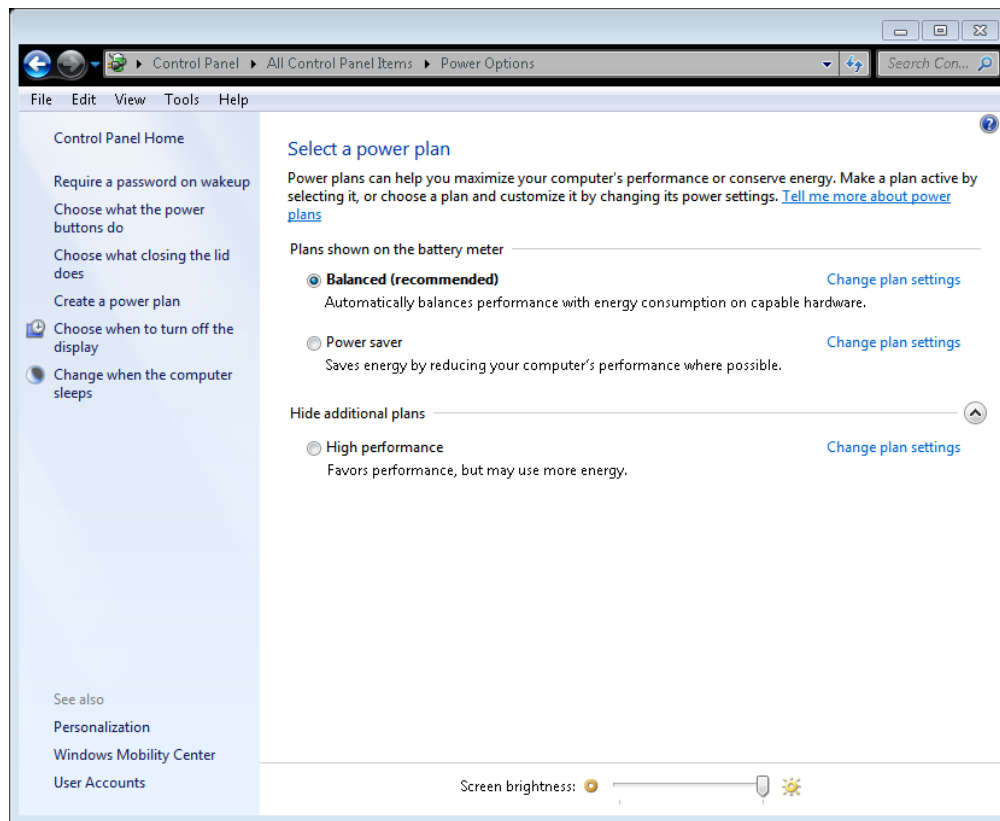 Control Panel All Control Panel Items Power Options
Search Con...
File Edit View Tools Help
Control Panel Home
Require a password on wakeup
Choose what the power
buttons do
Choose what closing the lid
does
Create a power plan
Choose when to turn off the
display
Change when the computer
sleeps
See also
Personalization
Windows Mobility Center
User Accounts
Select a power plan
Power plans can help you maximize your computer's performance or conserve energy. Make a plan active by
selecting it, or choose a plan and customize it by changing its power settings. Tell me more about power
plans
Plans shown on the battery meter
Balanced (recommended) Change plan settings
Automatically balances performance with energy consumption on capable hardware.
Power saver Change plan settings
Saves energy by reducing your computer's performance where possible.
Hide additional plans
High performance Change plan settings
Favors performance, but may use more energy.
Screen brightness: